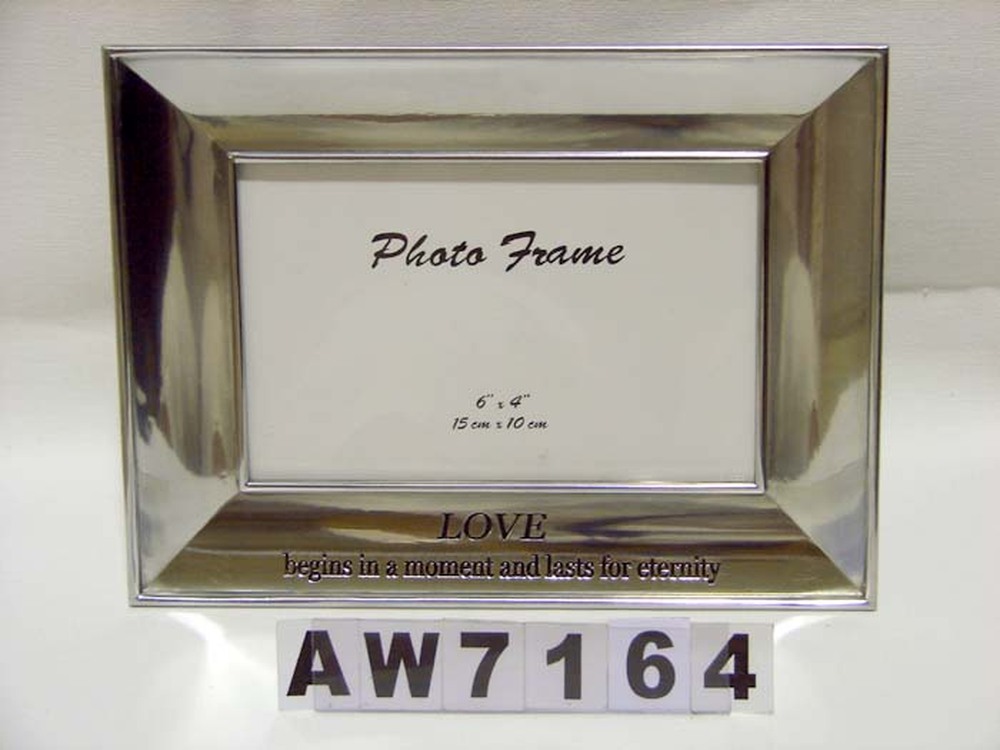 Photo Frame
6" x 4"
15 cm x 10 cm
LOVE
begins in a moment and lasts for eternity
AW7164